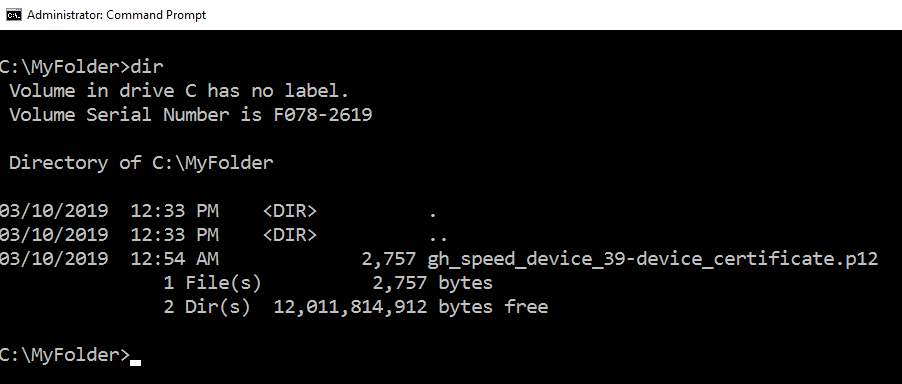 Administrator: Command Prompt
C:\MyFolder>dir
 Volume in drive C has no label.
 Volume Serial Number is F078-2619
 Directory of C:\MyFolder
03/10/2019  12:33 PM    <DIR>          .
03/10/2019  12:33 PM    <DIR>          ..
03/10/2019  12:54 AM             2,757 gh_speed_device_39-device_certificate.p12
               1 File(s)          2,757 bytes
               2 Dir(s)  12,011,814,912 bytes free
C:\MyFolder>